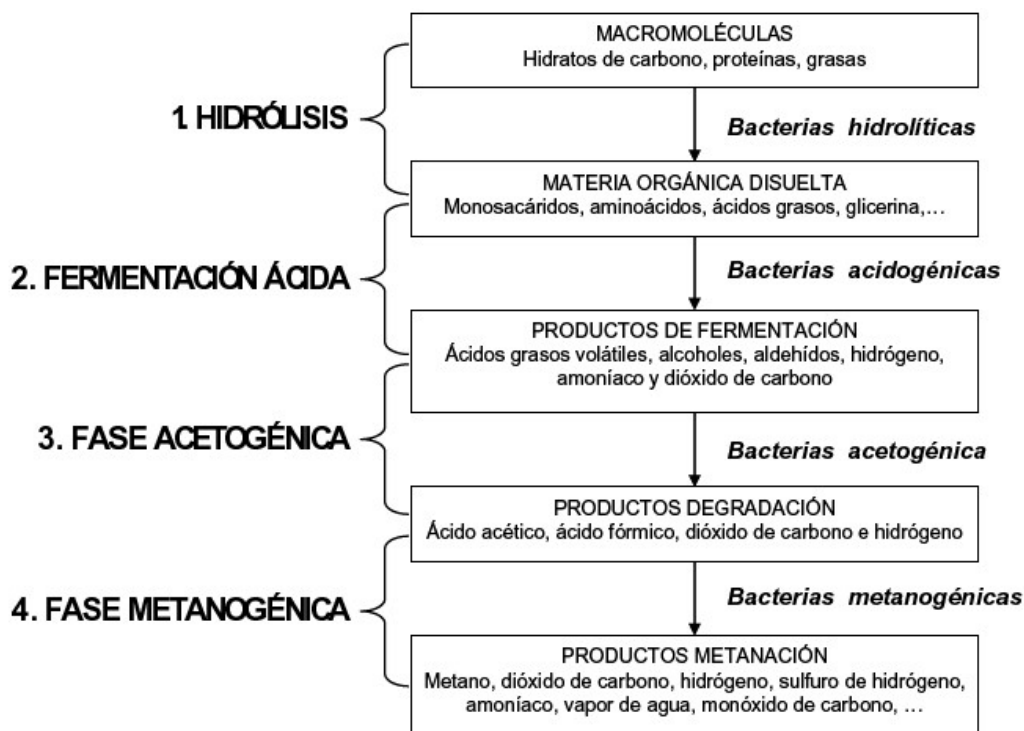 MACROMOLÉCULAS
Hidratos de carbono, proteínas, grasas
1. HIDRÓLISIS
Bacterias hidrolíticas
MATERIA ORGÁNICA DISUELTA
Monosacáridos, aminoácidos, ácidos grasos, glicerina,...
2. FERMENTACIÓN ÁCIDA
Bacterias acidogénicas
PRODUCTOS DE FERMENTACIÓN
Ácidos grasos volátiles, alcoholes, aldehídos, hidrógeno,
amoníaco y dióxido de carbono
3. FASE ACETOGÉNICA
Bacterias acetogénica
PRODUCTOS DEGRADACIÓN
Ácido acético, ácido fórmico, dióxido de carbono e hidrógeno
4. FASE METANOGÉNICA
Bacterias metanogénicas
PRODUCTOS METANACIÓN
Metano, dióxido de carbono, hidrógeno, sulfuro de hidrógeno,
amoníaco, vapor de agua, monóxido de carbono, ...